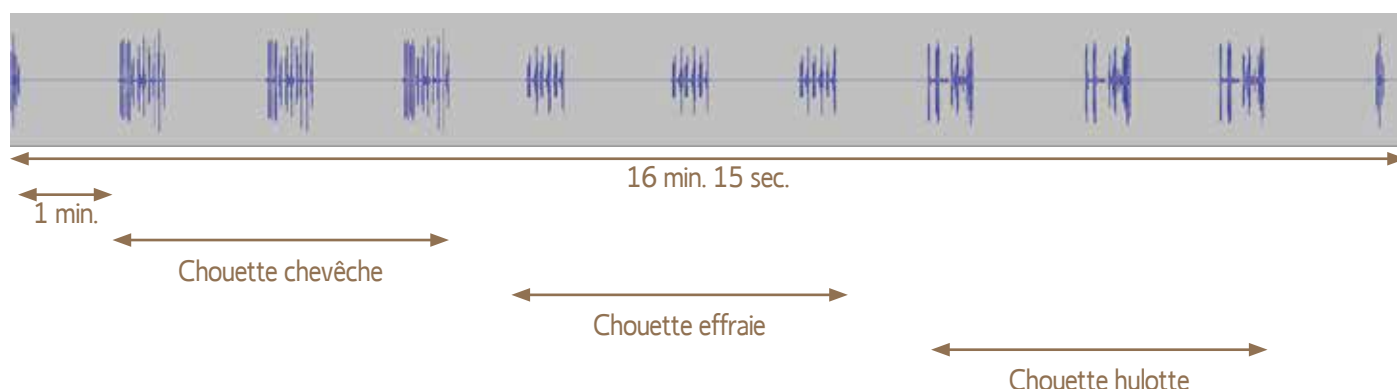 16 min. 15 sec.
1 min.
Chouette chevêche
Chouette effraie
Chouette hulotte